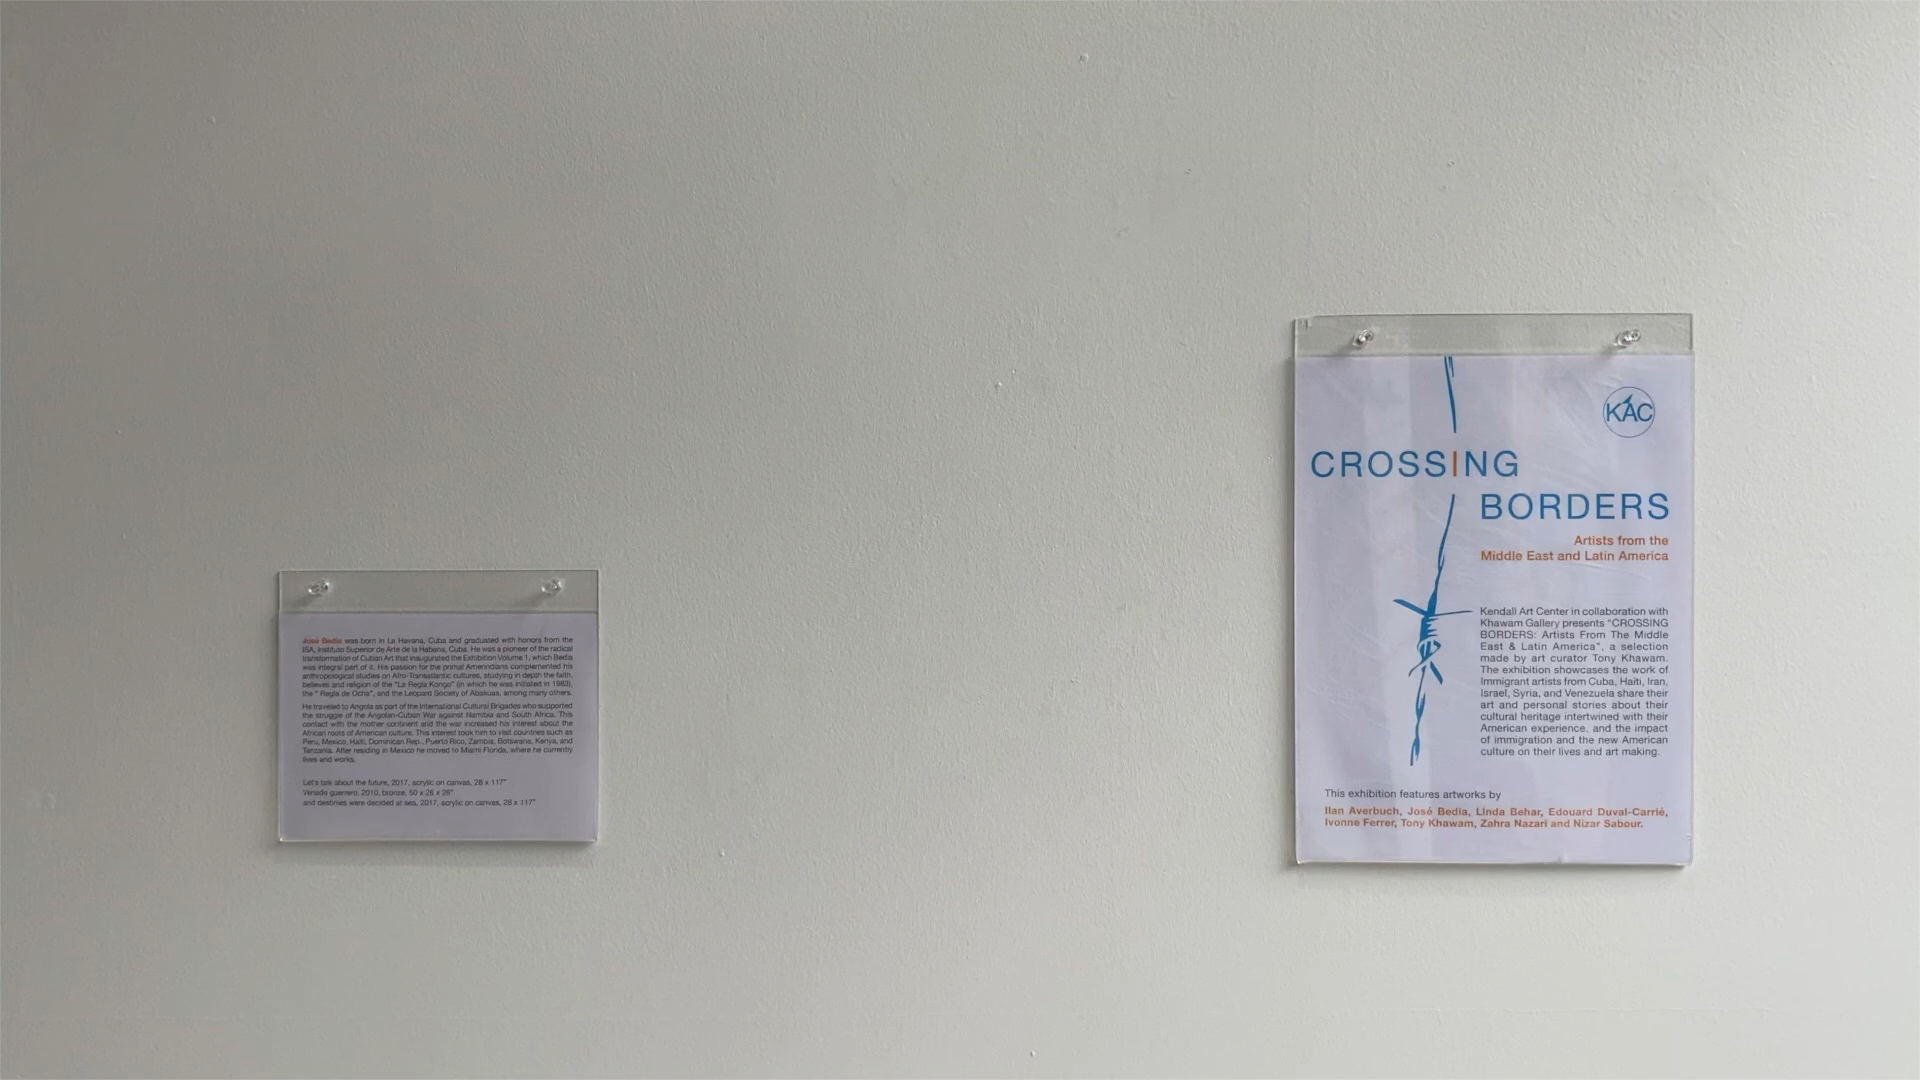 José Bedia was born in La Havana, Cuba and graduated with honors from the
ISA, Instituto Superior de Arte de la Habana, Cuba. He was a pioneer of the radical
transformation of Cuban Art that inaugurated the Exhibition Volume 1, which Bedia
was integral part of it. His passion for the primal Amerindians complemented his
anthropological studies on Afro-Transatlantic cultures, studying in depth the faith,
believes and religion of the "La Regla Kongo" (in which he was initiated in 1983),
the " Regla de Ocha", and the Leopard Society of Abakuas, among many others.
He traveled to Angola as part of the International Cultural Brigades who supported
the struggle of the Angolan-Cuban War against Namibia and South Africa. This
contact with the mother continent and the war increased his interest about the
African roots of American culture. This interest took him to visit countries such as
Peru, Mexico, Haiti, Dominican Rep., Puerto Rico, Zambia, Botswana, Kenya, and
Tanzania. After residing in Mexico he moved to Miami Florida, where he currently
lives and works.
Let's talk about the future, 2017, acrylic on canvas, 28 x 117"
Venado guerrero, 2010, bronze. 50 x 26 x 28"
and destinies were decided at sea, 2017, acrylic on canvas, 28 x 117"
KAC
CROSSING
BORDERS
Artists from the
Middle East and Latin America
Kendall Art Center in collaboration with
Khawam Gallery presents "CROSSING
BORDERS: Artists From The Middle
East & Latin America", a selection
made by art curator Tony Khawam.
The exhibition showcases the work of
Immigrant artists from Cuba, Haiti, Iran,
Israel, Syria, and Venezuela share their
art and personal stories about their
cultural heritage intertwined with their
American experience, and the impact
of immigration and the new American
culture on their lives and art making.
This exhibition features artworks by
Ilan Averbuch, José Bedia, Linda Behar, Edouard Duval-Carrié,
Ivonne Ferrer, Tony Khawam, Zahra Nazari and Nizar Sabour.